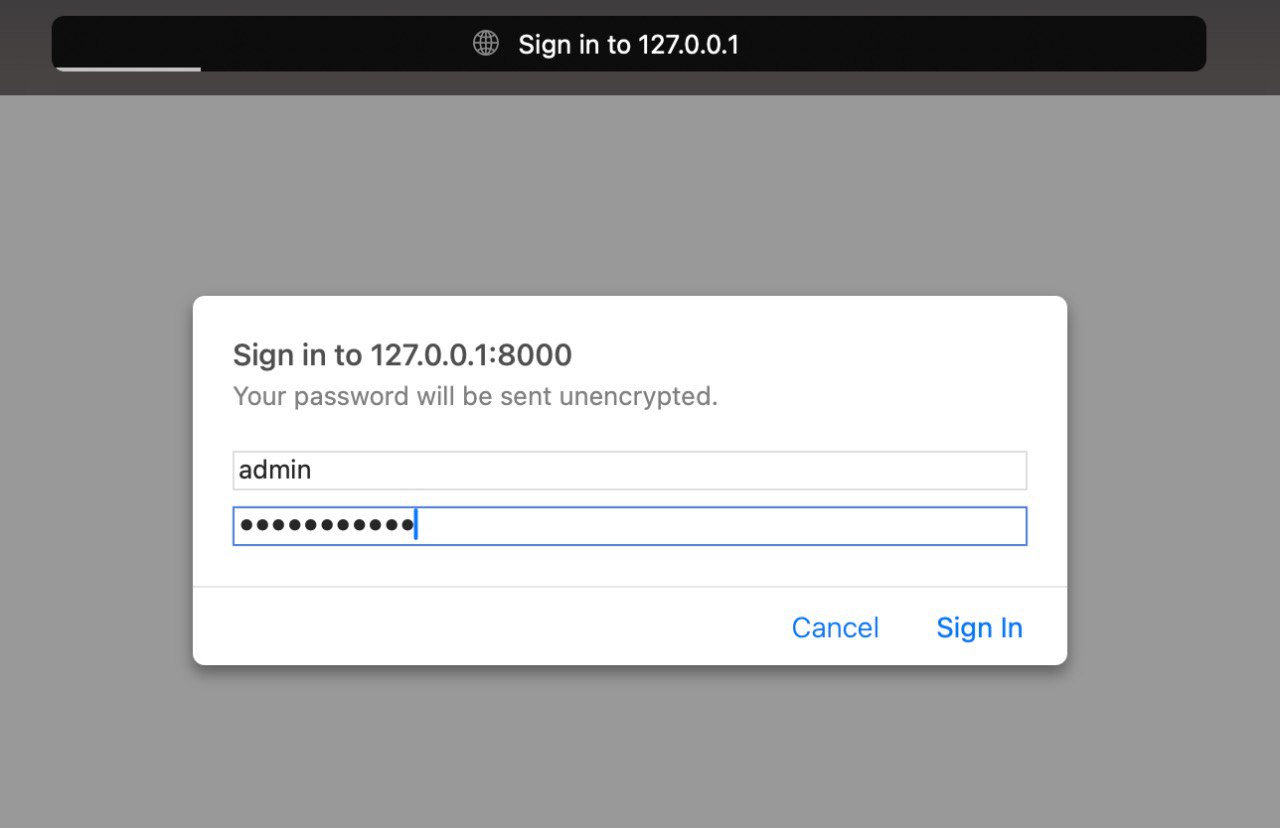 Sign in to 127.0.0.1
Sign in to 127.0.0.1:8000
Your password will be sent unencrypted.
admin
•••••••••••
Cancel Sign In